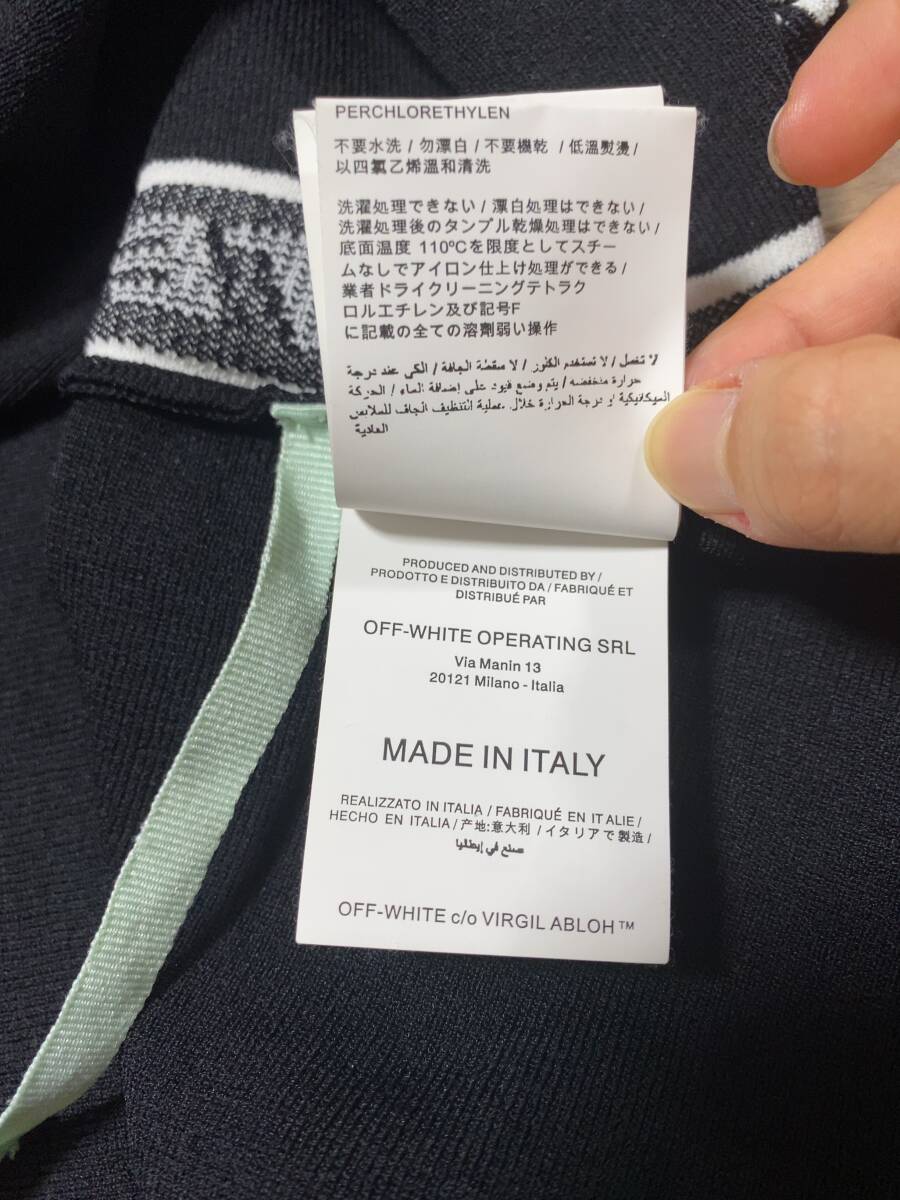 PERCHLORETHYLEN
不要水洗 / 勿漂白 / 不要機乾 / 低溫熨燙 /
以四氯乙烯溫和清洗
洗濯処理できない / 漂白処理はできない /
洗濯処理後のタンブル乾燥処理はできない /
底面温度 110ºCを限度としてスチー
ムなしでアイロン仕上げ処理ができる /
業者ドライクリーニングテトラク
ロルエチレン及び記号F
に記載の全ての溶剤弱い操作
لا تغسل / لا تستخدم الكلور / لا مقصّة الجافة / الكي عند درجة
حرارة منخفضه / يتم وضع قيود على إضافة الماء / الحركة
الميكانيكية او درجة الحرارة خلال عملية التنظيف الجاف للملابس
العادية
PRODUCED AND DISTRIBUTED BY /
PRODOTTO E DISTRIBUITO DA / FABRIQUÉ ET
DISTRIBUÉ PAR
OFF-WHITE OPERATING SRL
Via Manin 13
20121 Milano - Italia
MADE IN ITALY
REALIZZATO IN ITALIA / FABRIQUÉ EN IT ALIE /
HECHO EN ITALIA / 产地:意大利 / イタリアで製造 /
صنع في إيطاليا
OFF-WHITE c/o VIRGIL ABLOH™